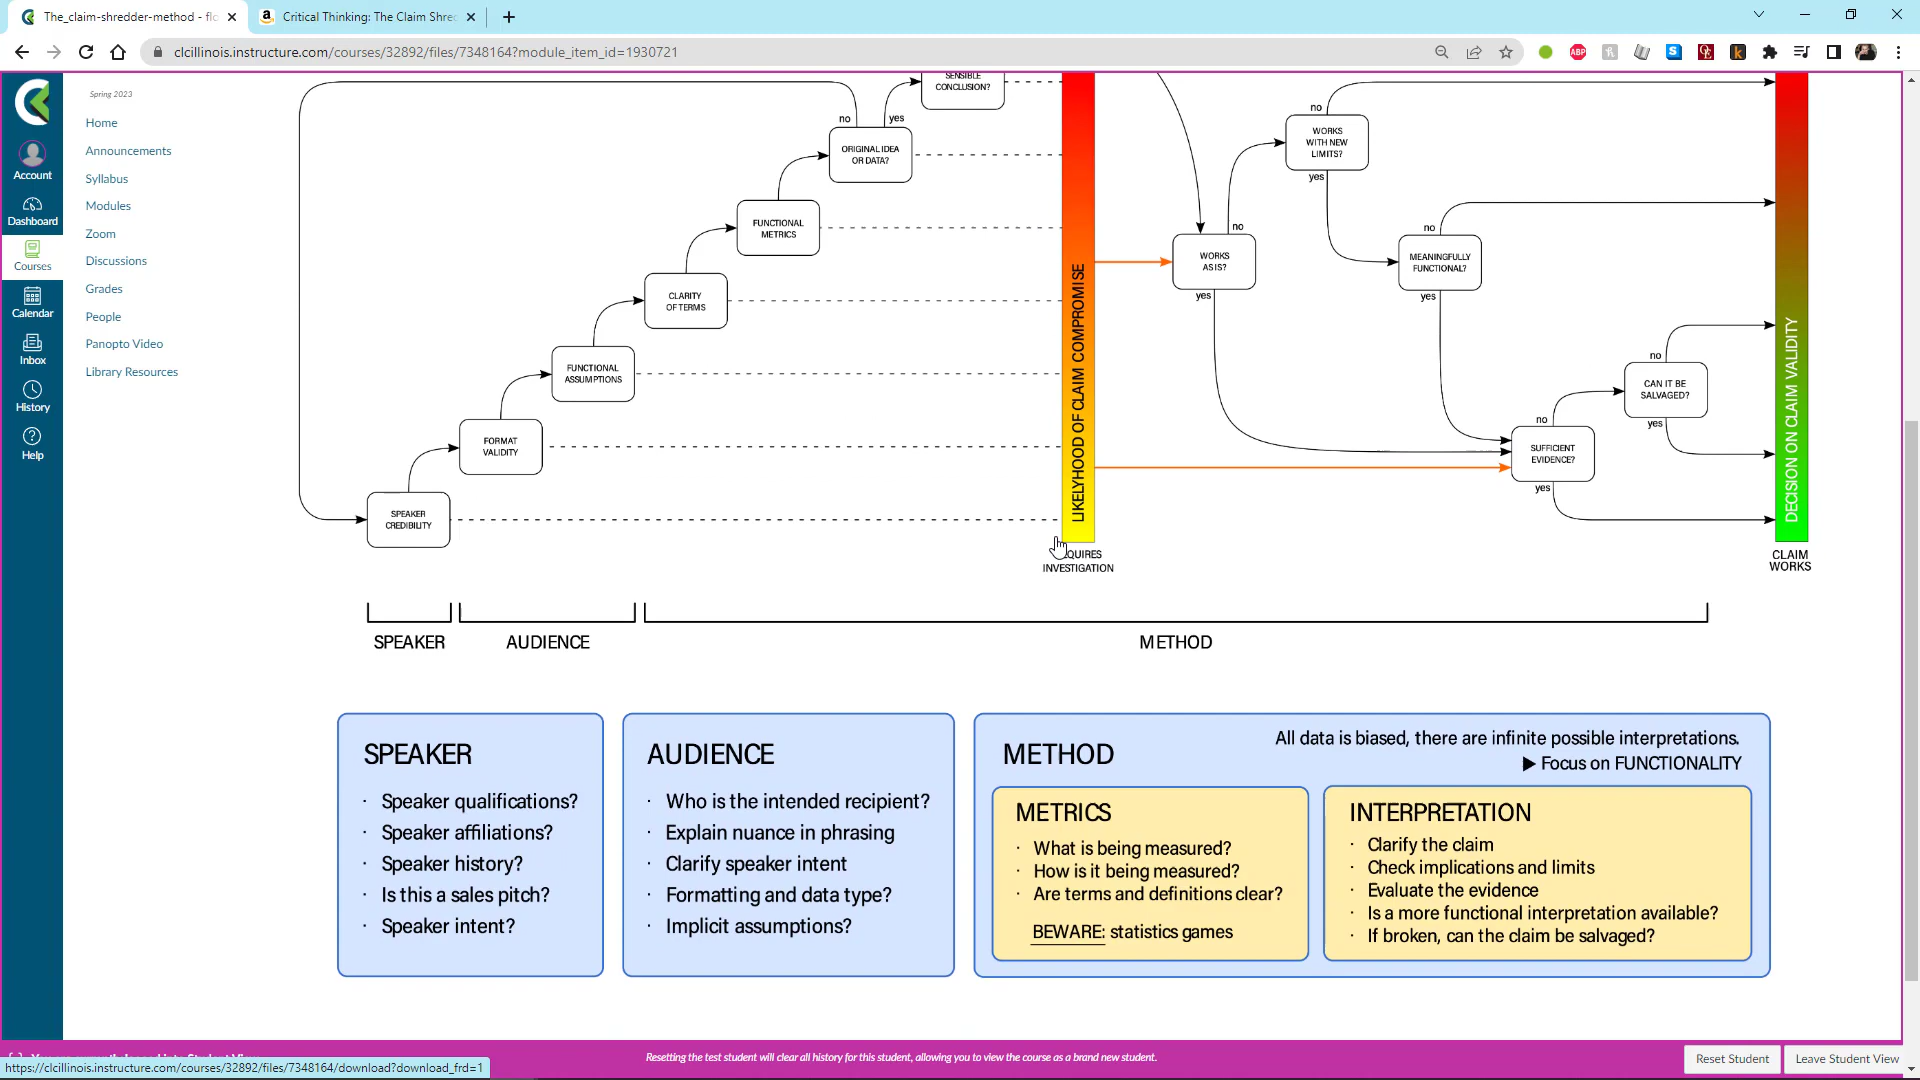 The_claim-shredder-method - flo
Critical Thinking: The Claim Shred
clcillinois.instructure.com/courses/32892/files/7348164?module_item_id=1930721
ABP
Spring 2023
Home
Announcements
Syllabus
Modules
Zoom
Discussions
Grades
People
Panopto Video
Library Resources
Account
Dashboard
Courses
Calendar
Inbox
History
Help
SENSIBLE
CONCLUSION?
no
yes
ORIGINAL IDEA
OR DATA?
FUNCTIONAL
METRICS
CLARITY
OF TERMS
FUNCTIONAL
ASSUMPTIONS
FORMAT
VALIDITY
SPEAKER
CREDIBILITY
LIKELYHOOD OF CLAIM COMPROMISE
INVESTIGATION
no
WORKS
WITH NEW
LIMITS?
yes
no
WORKS
AS IS?
yes
no
MEANINGFULLY
FUNCTIONAL?
yes
no
CAN IT BE
SALVAGED?
yes
no
SUFFICIENT
EVIDENCE?
yes
DECISION ON CLAIM VALIDITY
CLAIM
WORKS
SPEAKER
AUDIENCE
METHOD
SPEAKER
· Speaker qualifications?
· Speaker affiliations?
· Speaker history?
· Is this a sales pitch?
· Speaker intent?
AUDIENCE
· Who is the intended recipient?
· Explain nuance in phrasing
· Clarify speaker intent
· Formatting and data type?
· Implicit assumptions?
METHOD
All data is biased, there are infinite possible interpretations.
▶ Focus on FUNCTIONALITY
METRICS
· What is being measured?
· How is it being measured?
· Are terms and definitions clear?
BEWARE: statistics games
INTERPRETATION
· Clarify the claim
· Check implications and limits
· Evaluate the evidence
· Is a more functional interpretation available?
· If broken, can the claim be salvaged?
Resetting the test student will clear all history for this student, allowing you to view the course as a brand new student.
Reset Student
Leave Student View
https://clcillinois.instructure.com/courses/32892/files/7348164/download?download_frd=1